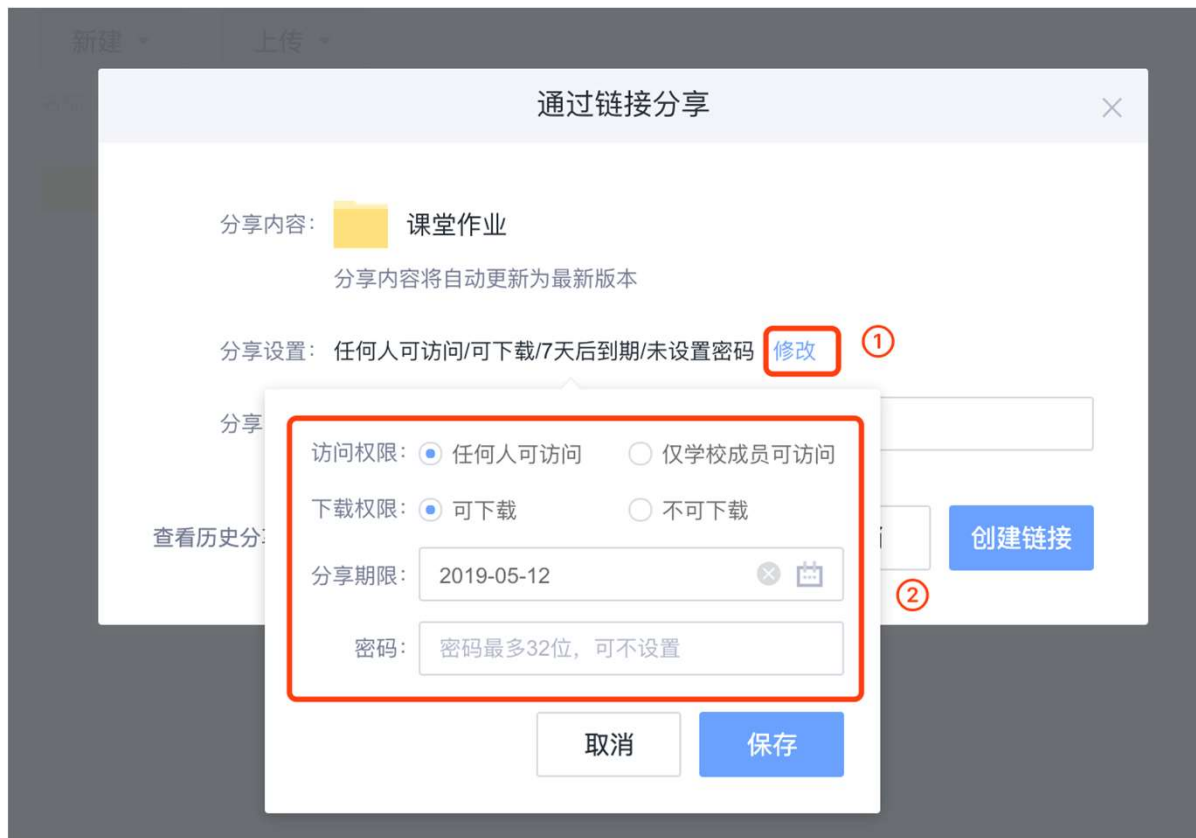 新建
上传
通过链接分享
分享内容：
课堂作业
分享内容将自动更新为最新版本
分享设置：
任何人可访问/可下载/7天后到期/未设置密码
修改
①
分享
访问权限：
任何人可访问
仅学校成员可访问
下载权限：
可下载
不可下载
查看历史分
创建链接
分享期限：
2019-05-12
②
密码：
密码最多32位，可不设置
取消
保存